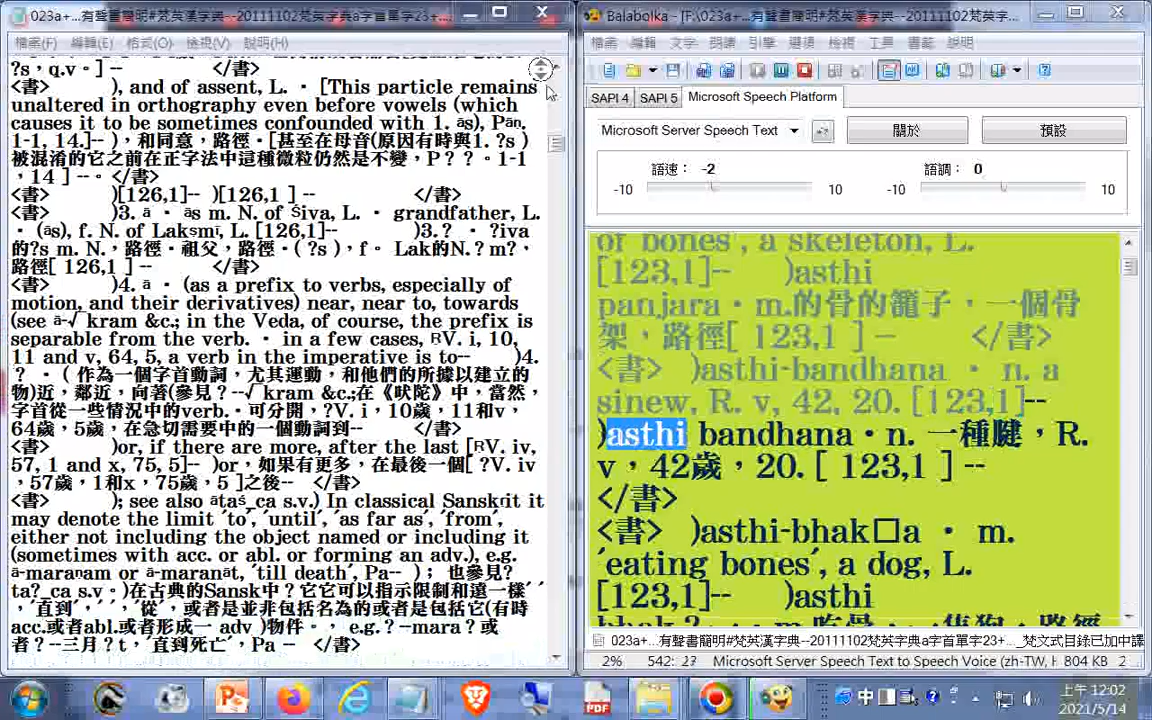 023a+...有聲書簡明#梵英漢字典--20111102梵英字典a字首單字23+...
檔案(F) 編輯(E) 格式(O) 檢視(V) 說明(H)
?s，q.v。] -- </書>
<書> ), and of assent, L. • [This particle remains
unaltered in orthography even before vowels (which
causes it to be sometimes confounded with 1. ās), Pāṇ.
1-1, 14.]-- )，和同意，路徑•[甚至在母音(原因有時與1. ?s )
被混淆的它之前在正字法中這種微粒仍然是不變，P？？。1-1
，14 ] --。</書>
<書> )[126,1]-- )[126,1 ] -- </書>
<書> )3. ā • ās m. N. of Śiva, L. • grandfather, L.
• (ās), f. N. of Lakṣmī, L. [126,1]-- )3.？ • ?iva
的?s m. N.，路徑•祖父，路徑•( ?s )，f。 Lak的N.？m?，
路徑[ 126,1 ] -- </書>
<書> )4. ā • (as a prefix to verbs, especially of
motion, and their derivatives) near, near to, towards
(see ā-√ kram &c.; in the Veda, of course, the prefix is
separable from the verb. • in a few cases, ṚV. i, 10,
11 and v, 64, 5, a verb in the imperative is to-- )4.
？ • ( 作為一個字首動詞，尤其運動，和他們的所據以建立的
物)近，鄰近，向著(參見？--√ kram &c.;在《吠陀》中，當然，
字首從一些情況中的verb.•可分開，?V. i，10歲，11和v，
64歲，5歲，在急切需要中的一個動詞到-- </書>
<書> )or, if there are more, after the last [ṚV. iv,
57, 1 and x, 75, 5]-- )or，如果有更多，在最後一個[ ?V. iv
，57歲，1和x，75歲，5 ]之後-- </書>
<書> ); see also ātaś_ca s.v.) In classical Sanskṛit it
may denote the limit 'to', 'until', 'as far as', 'from',
either not including the object named or including it
(sometimes with acc. or abl. or forming an adv.), e.g.
ā-maraṇam or ā-maraṇāt, 'till death', Pa-- )；也參見？
ta?_ca s.v。)在古典的Sansk中？它它可以指示限制和遠一樣' '
，'直到'，' '，'從'，或者是並非包括名為的或者是包括它(有時
acc.或者abl.或者形成一 adv )物件。，e.g.？--mara？或
者？--三月？t，'直到死亡'，Pa -- </書>
Balabolka - [F:\023a+...有聲書簡明#梵英漢字典--20111102梵英字...
檔案 編輯 文字 朗讀 引擎 選項 檢視 工具 書籤 說明
SAPI 4 SAPI 5 Microsoft Speech Platform
Microsoft Server Speech Text 關於 預設
語速： -2 語調： 0
-10 10 -10 10
of bones', a skeleton, L.
[123,1]-- )asthi
panjara • m.的骨的籠子，一個骨
架，路徑[ 123,1 ] -- </書>
<書> )asthi-bandhana • n. a
sinew, R. v, 42, 20. [123,1]--
)asthi bandhana • n. 一種腱，R.
v，42歲，20. [ 123,1 ] --
</書>
<書> )asthi-bhak□a • m.
'eating bones', a dog, L.
[123,1]-- )asthi
023a+...有聲書簡明#梵英漢字典--20111102梵英字典a字首單字23+..._梵文式目錄已加中譯
2% 542: 23 Microsoft Server Speech Text to Speech Voice (zh-TW, H 804 KB 2
中
上午 12:02
2021/5/14